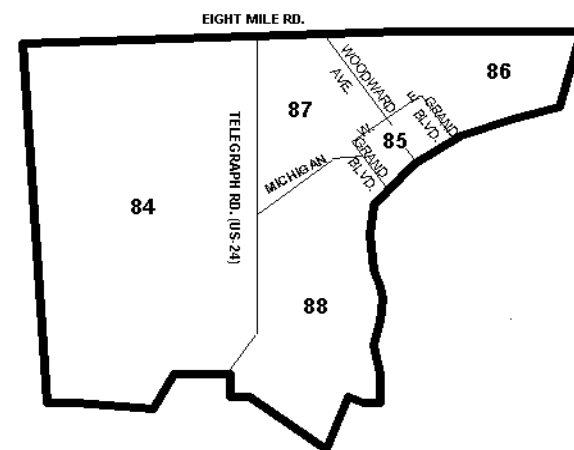 EIGHT MILE RD.
WOODWARD
AVE.
86
E. GRAND
BLVD.
87
TELEGRAPH RD. (US-24)
W. GRAND
BLVD.
85
MICHIGAN
84
88